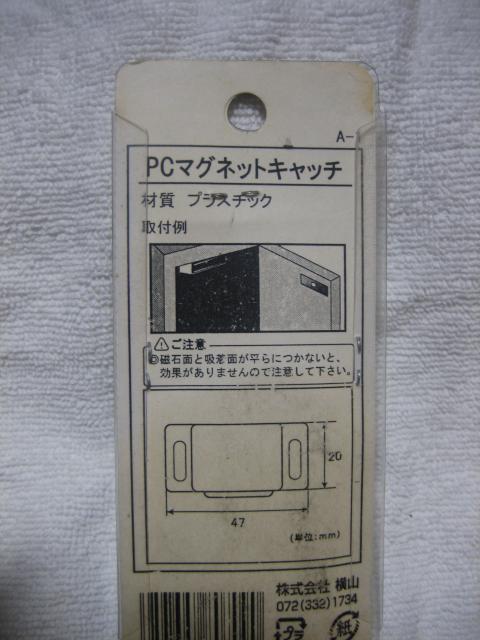 A-
PCマグネットキャッチ
材質 プラスチック
取付例
⚠ご注意
◎磁石面と吸着面が平らにつかないと、
効果がありませんので注意して下さい。
20
47
(単位:mm)
株式会社 横山
072(332)1734
プラ
紙